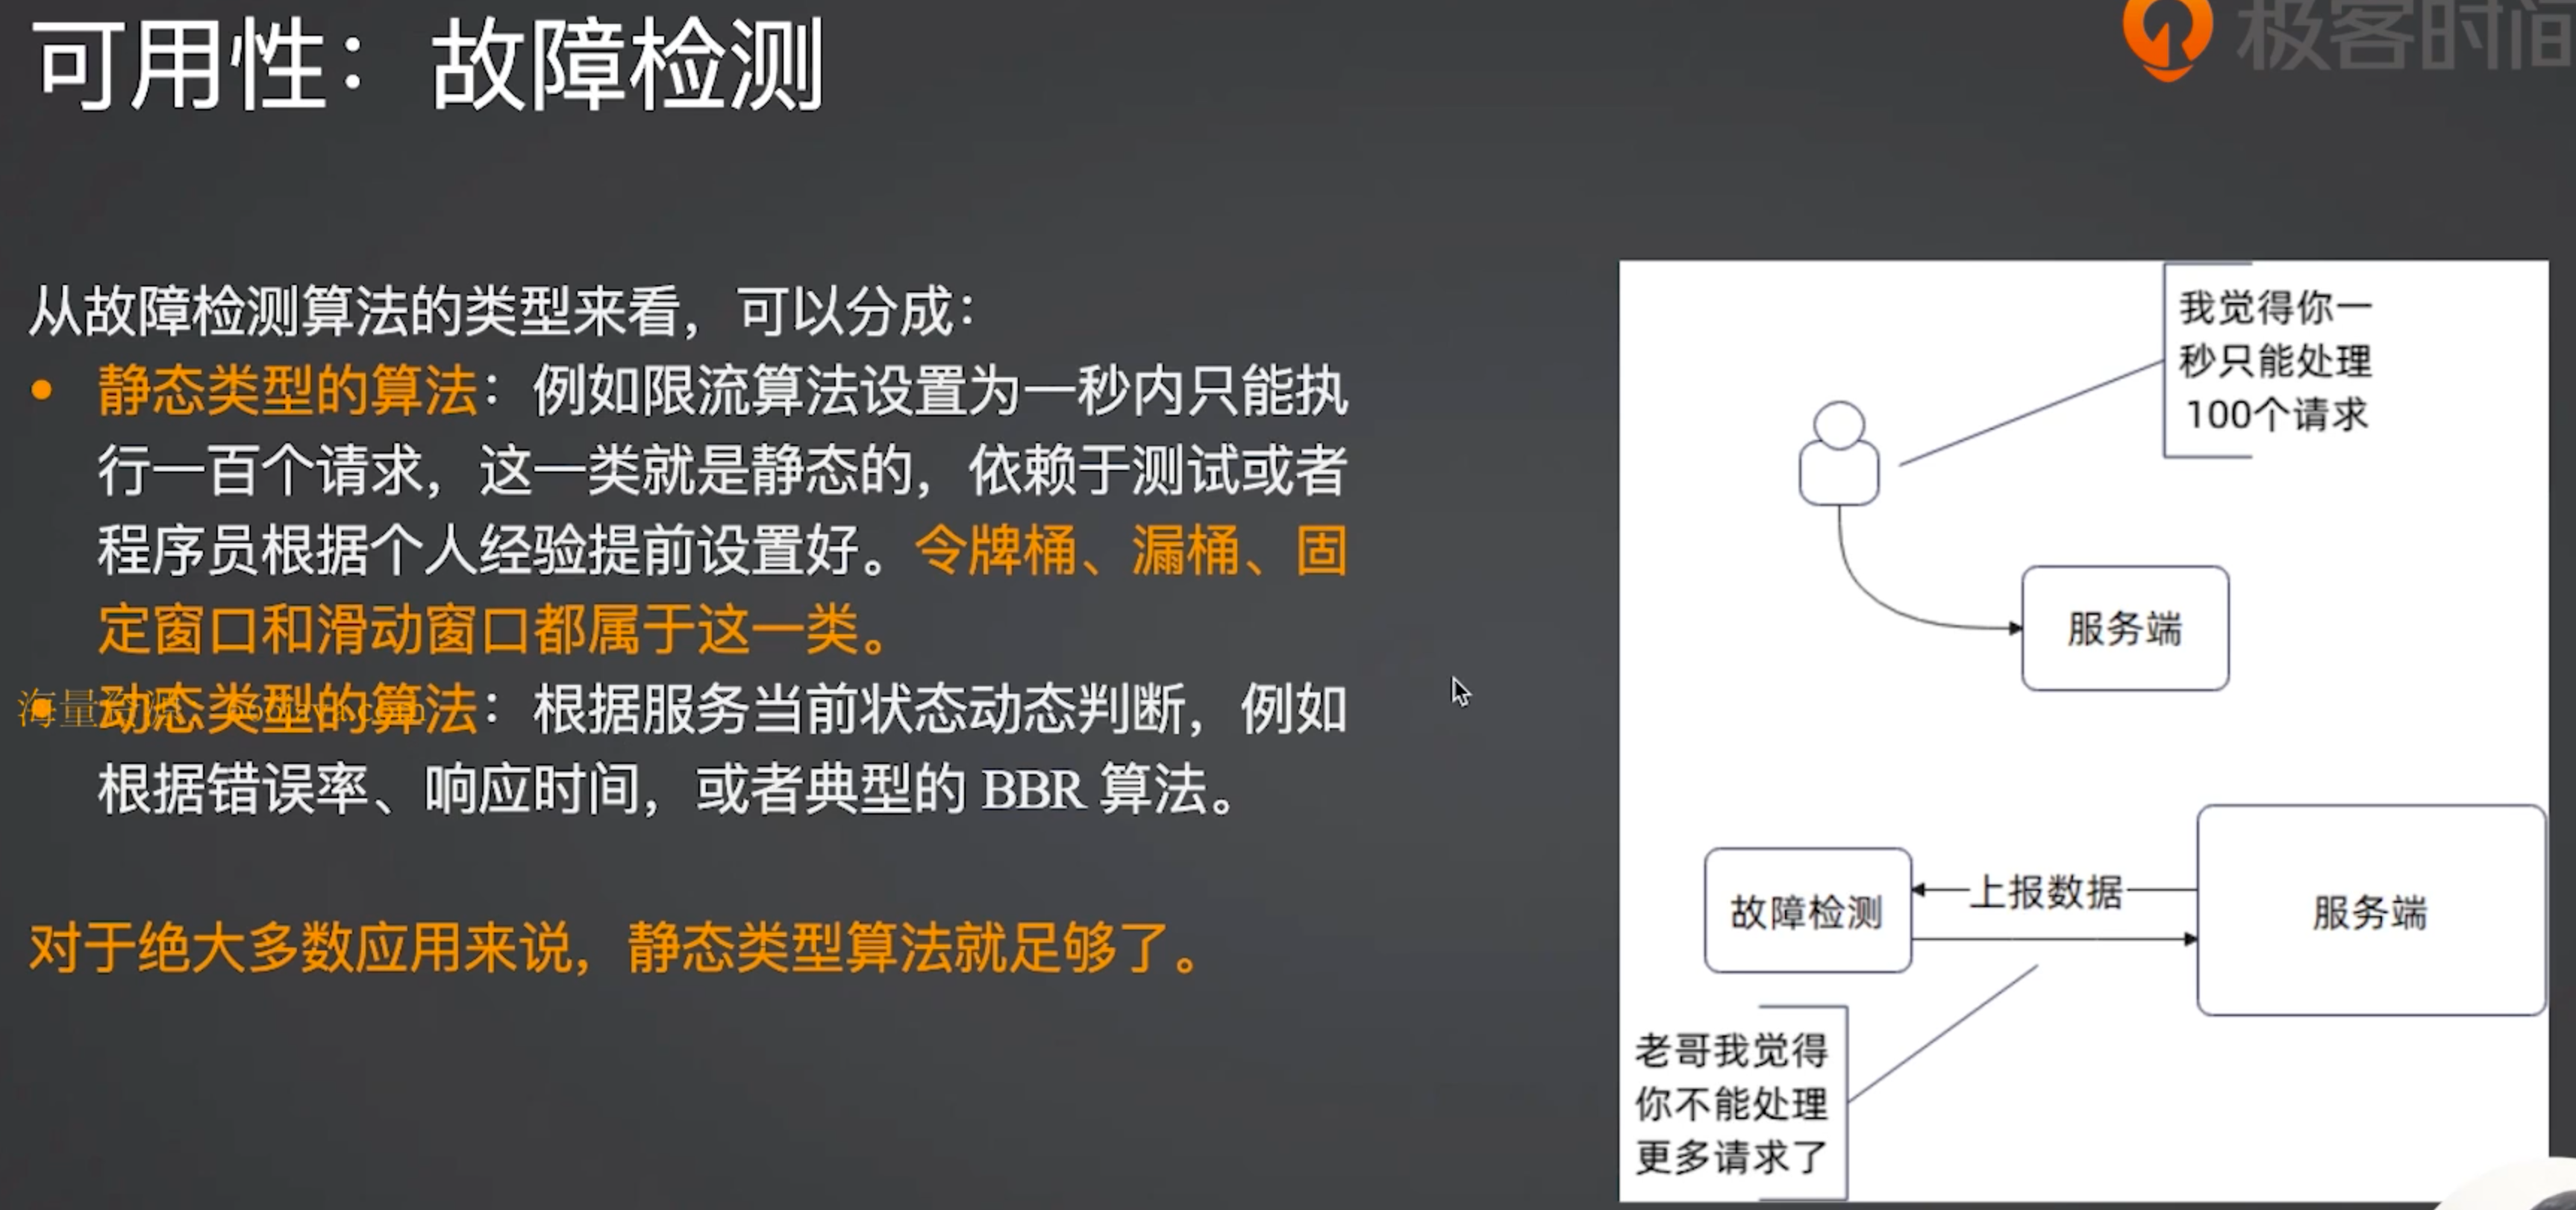 可用性：故障检测
极客时间
从故障检测算法的类型来看，可以分成：
• 静态类型的算法：例如限流算法设置为一秒内只能执
行一百个请求，这一类就是静态的，依赖于测试或者
程序员根据个人经验提前设置好。令牌桶、漏桶、固
定窗口和滑动窗口都属于这一类。
• 动态类型的算法：根据服务当前状态动态判断，例如
根据错误率、响应时间，或者典型的 BBR 算法。
海量资源：666java.com
对于绝大多数应用来说，静态类型算法就足够了。
我觉得你一
秒只能处理
100个请求
服务端
故障检测
上报数据
服务端
老哥我觉得
你不能处理
更多请求了